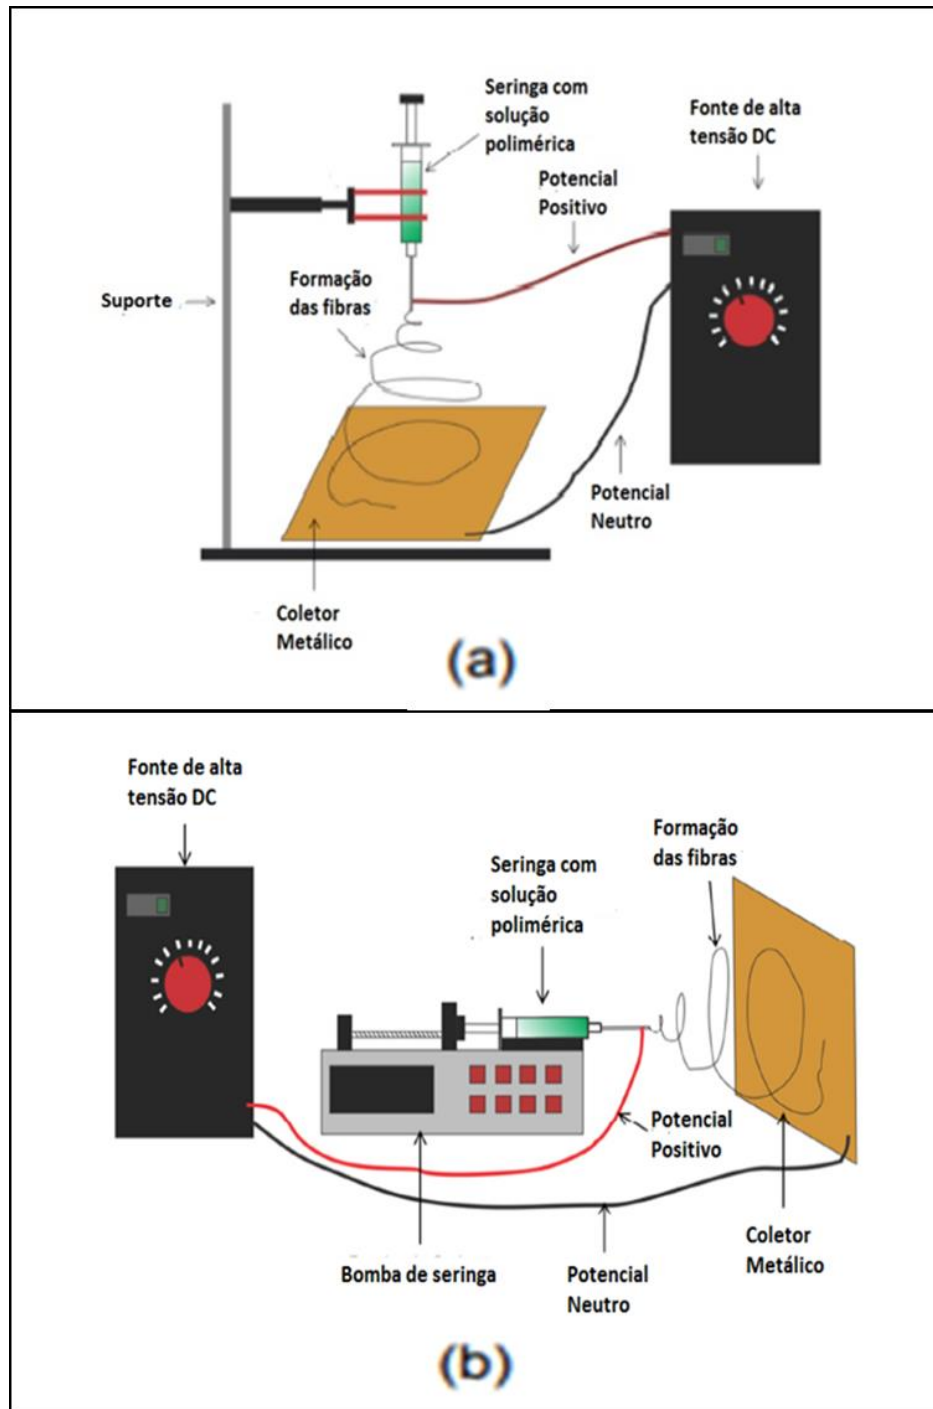 Seringa com
solução
polimérica
Fonte de alta
tensão DC
Potencial
Positivo
Formação
das fibras
Suporte
Potencial
Neutro
Coletor
Metálico
(a)
Fonte de alta
tensão DC
Formação
das fibras
Seringa com
solução
polimérica
Potencial
Positivo
Coletor
Metálico
Bomba de seringa
Potencial
Neutro
(b)